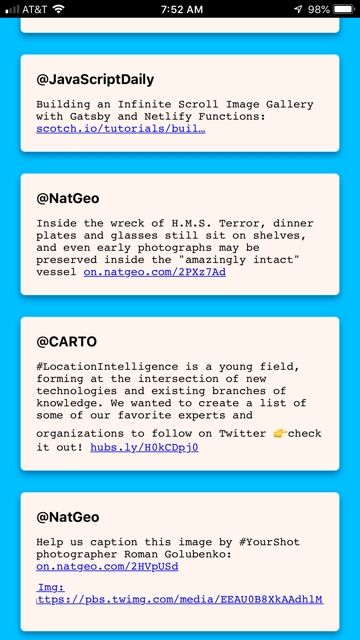 AT&T 7:52 AM 98%
@JavaScriptDaily
Building an Infinite Scroll Image Gallery
with Gatsby and Netlify Functions:
scotch.io/tutorials/buil…
@NatGeo
Inside the wreck of H.M.S. Terror, dinner
plates and glasses still sit on shelves,
and even early photographs may be
preserved inside the "amazingly intact"
vessel on.natgeo.com/2PXz7Ad
@CARTO
#LocationIntelligence is a young field,
forming at the intersection of new
technologies and existing branches of
knowledge. We wanted to create a list of
some of our favorite experts and
organizations to follow on Twitter 👉check
it out! hubs.ly/H0kCDpj0
@NatGeo
Help us caption this image by #YourShot
photographer Roman Golubenko:
on.natgeo.com/2HVpUSd
Img:
ttps://pbs.twimg.com/media/EEAU0B8XkAAdhlM